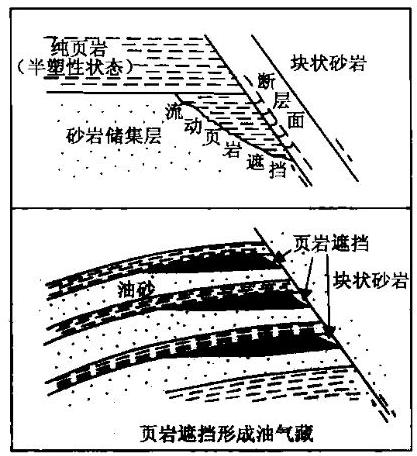 纯页岩
(半塑性状态)
块状砂岩
断层面
砂岩储集层
流动页岩遮挡
页岩遮挡
油砂
块状砂岩
页岩遮挡形成油气藏